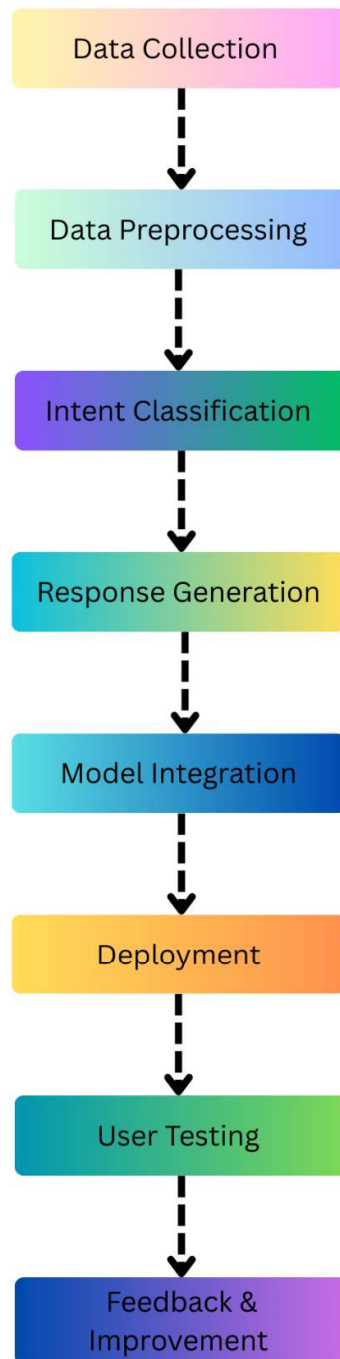 Data Collection
Data Preprocessing
Intent Classification
Response Generation
Model Integration
Deployment
User Testing
Feedback &
Improvement